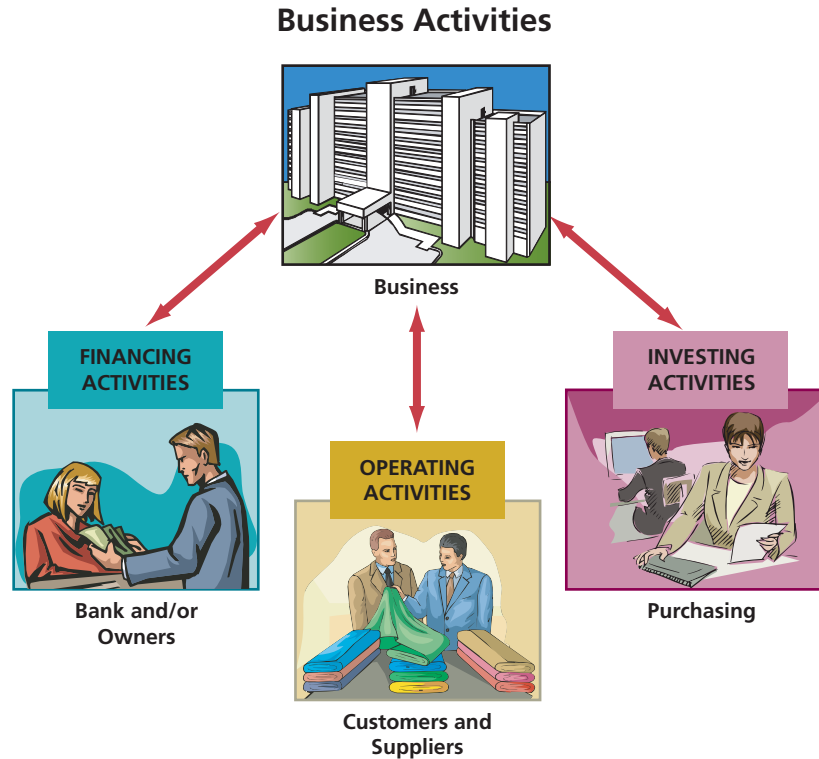 Business Activities
Business
FINANCING
ACTIVITIES
Bank and/or
Owners
OPERATING
ACTIVITIES
Customers and
Suppliers
INVESTING
ACTIVITIES
Purchasing